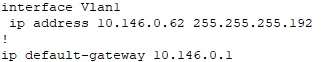 interface Vlan1
ip address 10.146.0.62 255.255.255.192
!
ip default-gateway 10.146.0.1